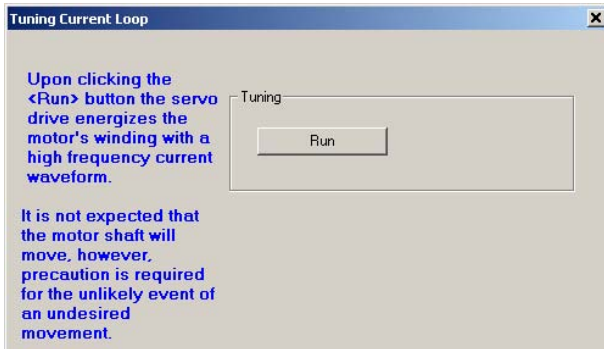 Tuning Current Loop
Upon clicking the
<Run> button the servo
drive energizes the
motor's winding with a
high frequency current
waveform.
It is not expected that
the motor shaft will
move, however,
precaution is required
for the unlikely event of
an undesired
movement.
Tuning
Run